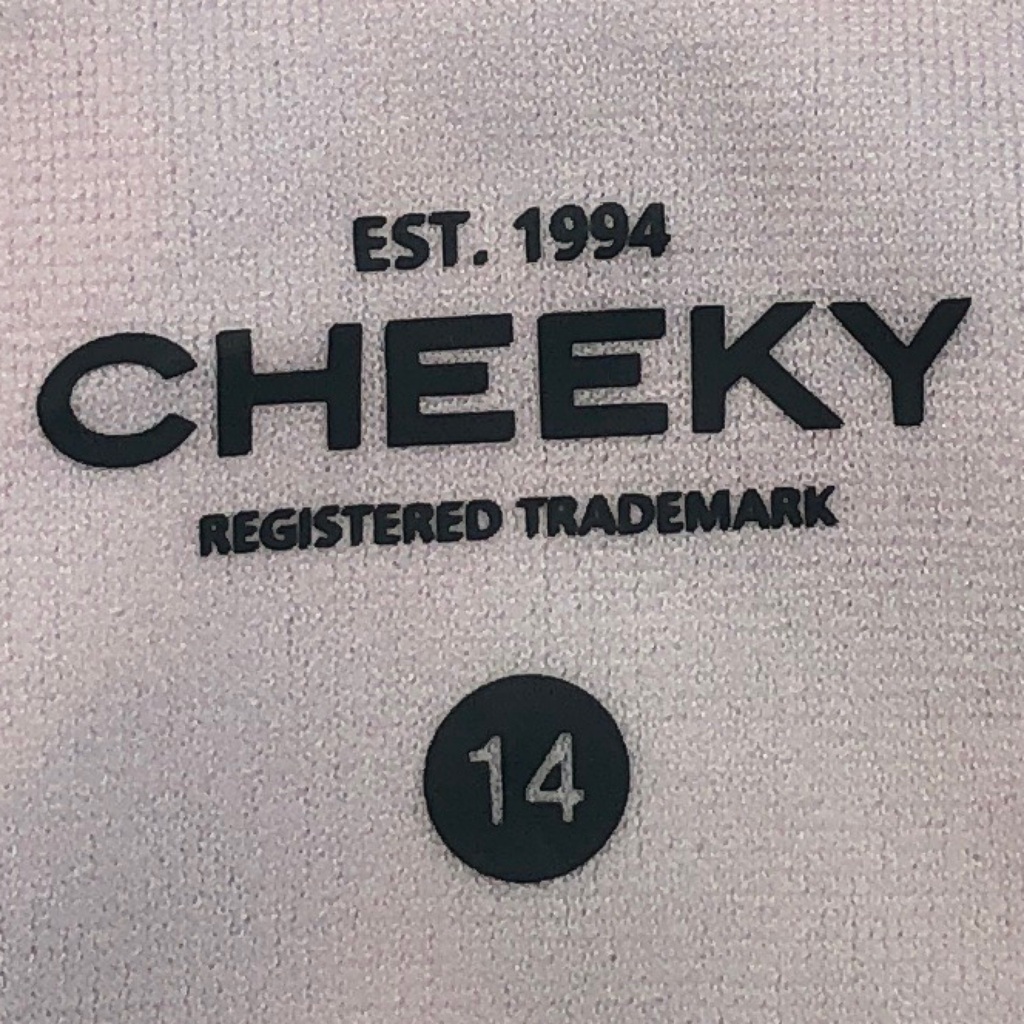 EST. 1994
CHEEKY
REGISTERED TRADEMARK
14